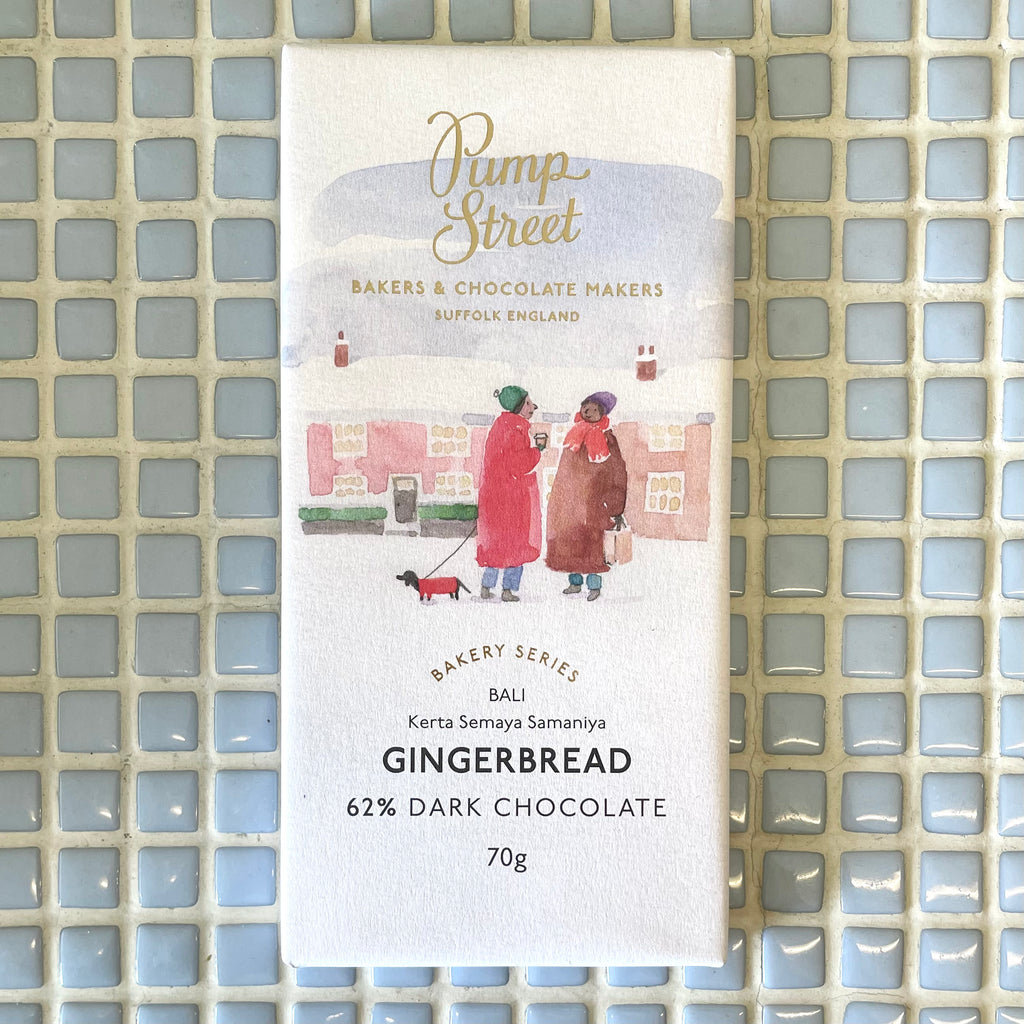 Pump
Street
BAKERS & CHOCOLATE MAKERS
SUFFOLK ENGLAND
BAKERY SERIES
BALI
Kerta Semaya Samaniya
GINGERBREAD
62% DARK CHOCOLATE
70g